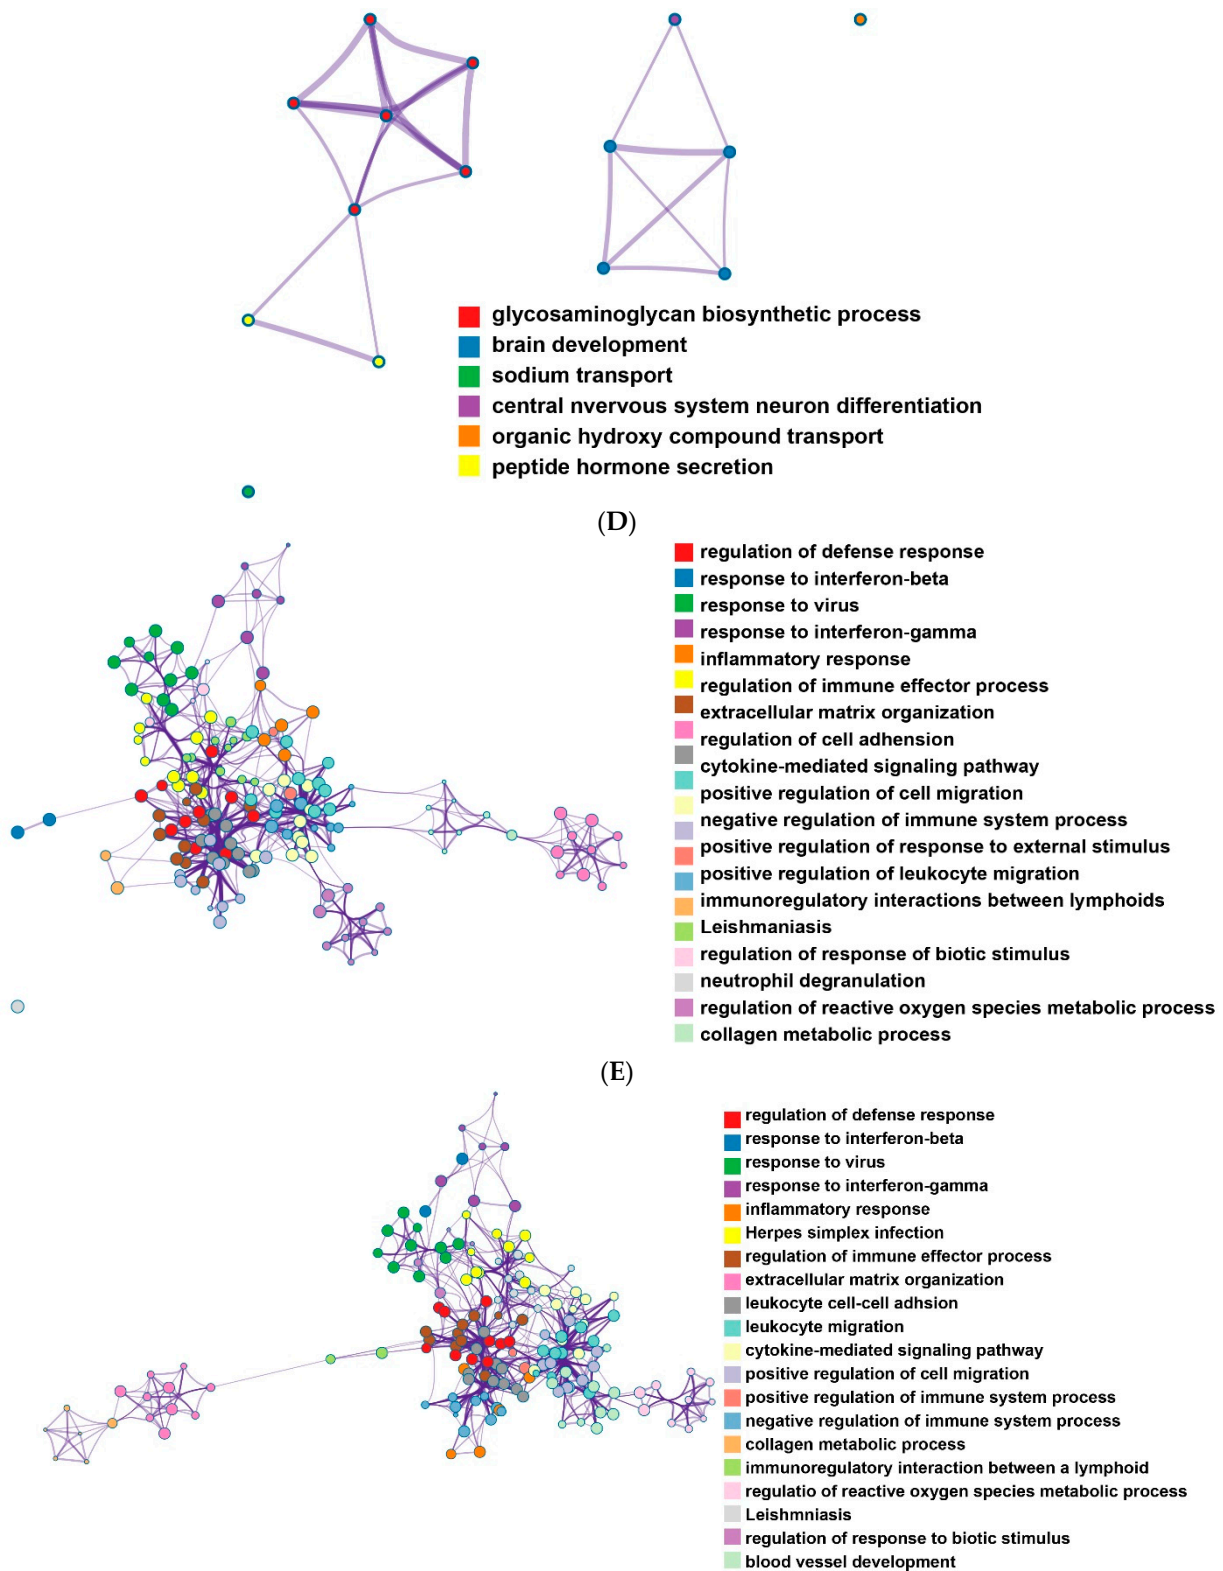 glycosaminoglycan biosynthetic process
brain development
sodium transport
central nvervous system neuron differentiation
organic hydroxy compound transport
peptide hormone secretion
(D)
regulation of defense response
response to interferon-beta
response to virus
response to interferon-gamma
inflammatory response
regulation of immune effector process
extracellular matrix organization
regulation of cell adhension
cytokine-mediated signaling pathway
positive regulation of cell migration
negative regulation of immune system process
positive regulation of response to external stimulus
positive regulation of leukocyte migration
immunoregulatory interactions between lymphoids
Leishmaniasis
regulation of response of biotic stimulus
neutrophil degranulation
regulation of reactive oxygen species metabolic process
collagen metabolic process
(E)
regulation of defense response
response to interferon-beta
response to virus
response to interferon-gamma
inflammatory response
Herpes simplex infection
regulation of immune effector process
extracellular matrix organization
leukocyte cell-cell adhsion
leukocyte migration
cytokine-mediated signaling pathway
positive regulation of cell migration
positive regulation of immune system process
negative regulation of immune system process
collagen metabolic process
immunoregulatory interaction between a lymphoid
regulatio of reactive oxygen species metabolic process
Leishmniasis
regulation of response to biotic stimulus
blood vessel development